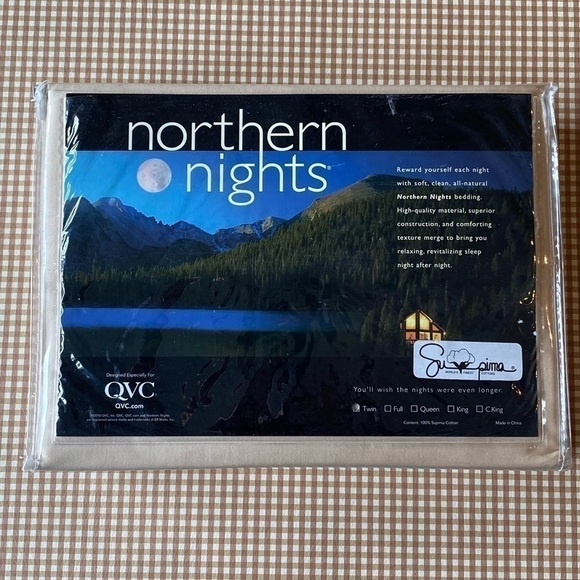 northern
nights®
Reward yourself each night
with soft, clean, all-natural
Northern Nights bedding.
High-quality material, superior
construction, and comforting
texture merge to bring you
relaxing, revitalizing sleep
night after night.
Supima®
WORLD'S FINEST COTTONS
You'll wish the nights were even longer.
Twin Full Queen King C.King
Content: 100% Supima Cotton Made in China
Designed Especially For
QVC
QVC.com